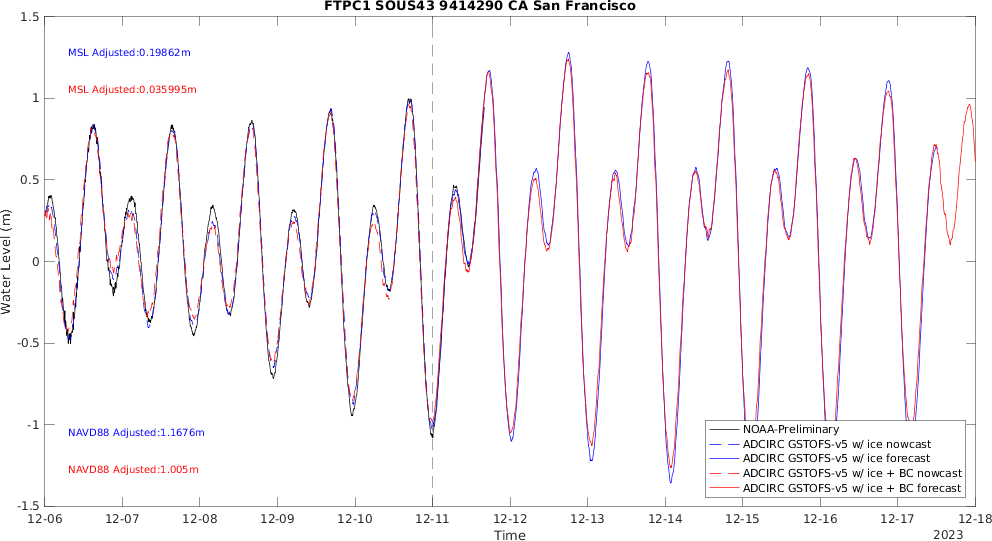 FTPC1 SOUS43 9414290 CA San Francisco
MSL Adjusted:0.19862m
MSL Adjusted:0.035995m
NAVD88 Adjusted:1.1676m
NAVD88 Adjusted:1.005m
Water Level (m)
1.5
1
0.5
0
-0.5
-1
-1.5
NOAA-Preliminary
ADCIRC GSTOFS-v5 w/ ice nowcast
ADCIRC GSTOFS-v5 w/ ice forecast
ADCIRC GSTOFS-v5 w/ ice + BC nowcast
ADCIRC GSTOFS-v5 w/ ice + BC forecast
12-06 12-07 12-08 12-09 12-10 12-11 12-12 12-13 12-14 12-15 12-16 12-17 12-18
Time
2023